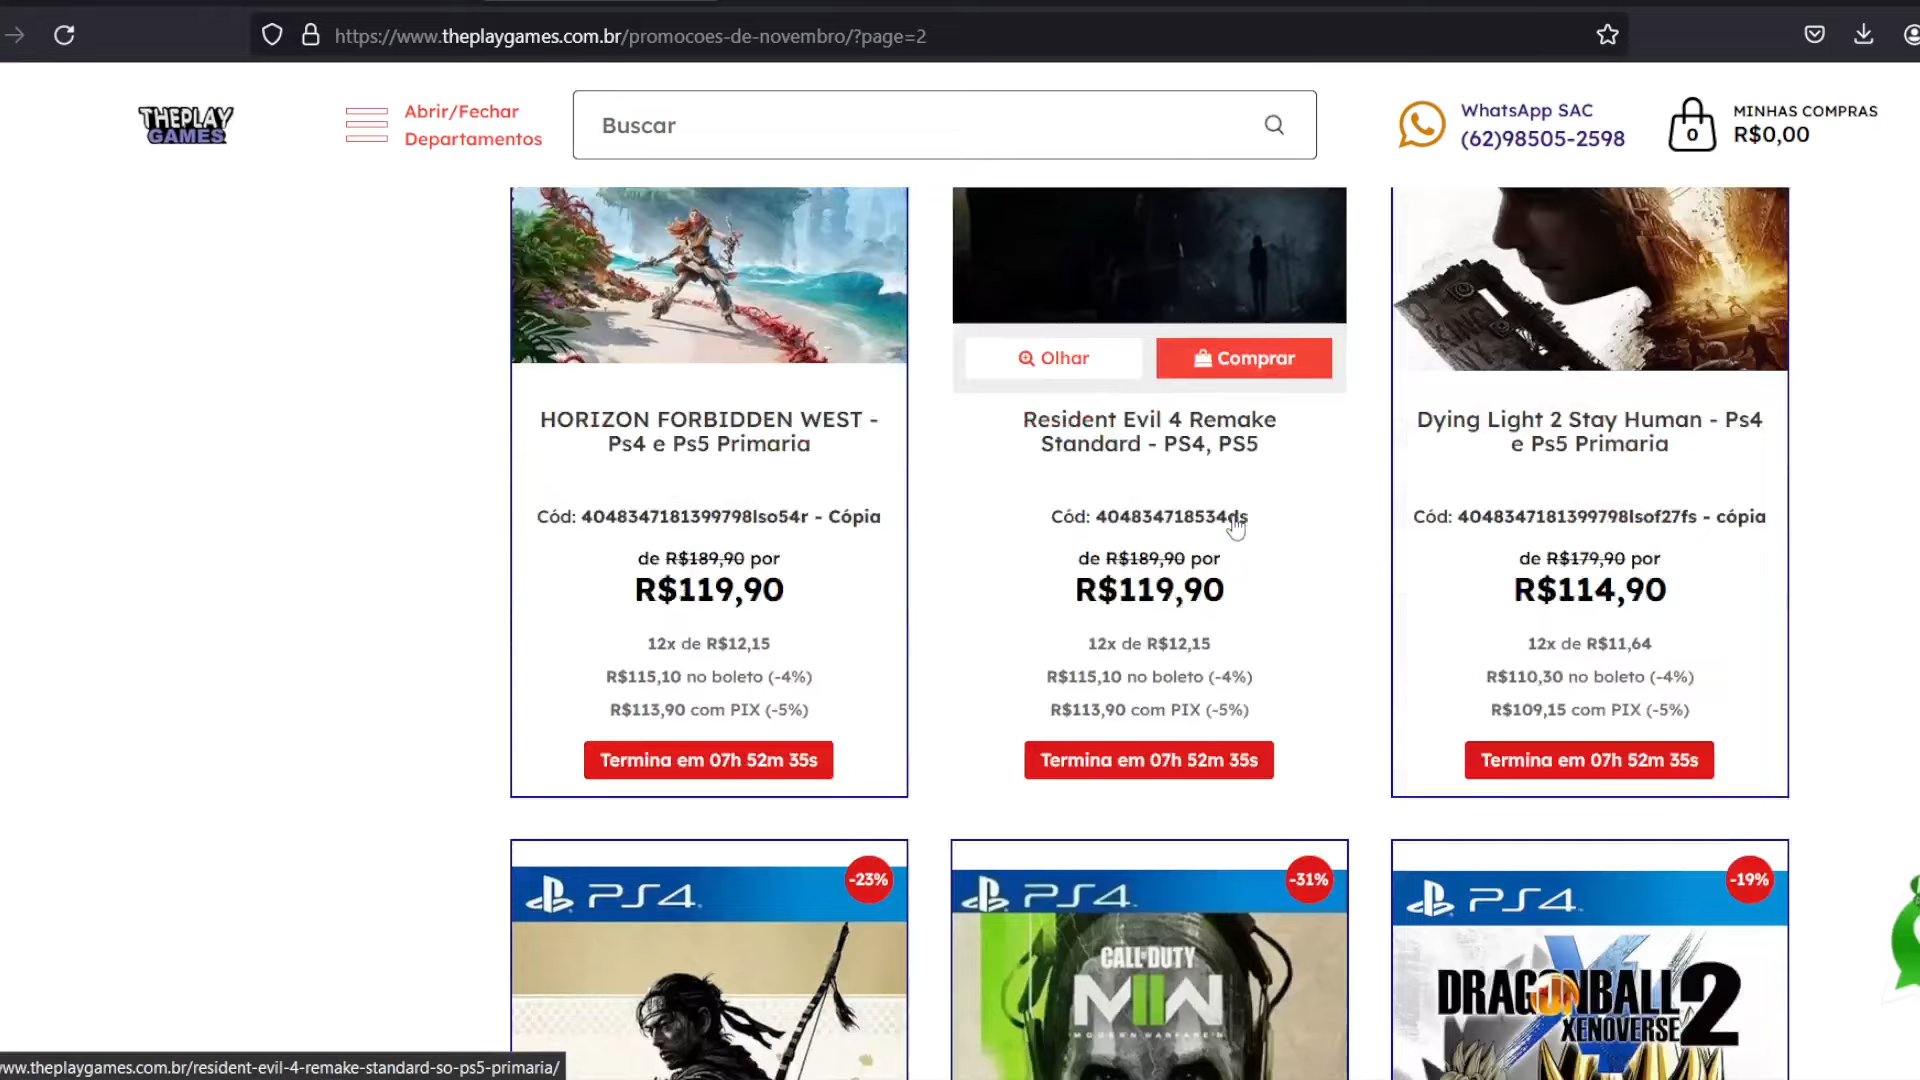 https://www.theplaygames.com.br/promocoes-de-novembro/?page=2
THEPLAY
GAMES
Abrir/Fechar
Departamentos
Buscar
WhatsApp SAC
(62)98505-2598
0
MINHAS COMPRAS
R$0,00
Olhar
Comprar
HORIZON FORBIDDEN WEST -
Ps4 e Ps5 Primaria
Cód: 4048347181399798lso54r - Cópia
de R$189,90 por
R$119,90
12x de R$12,15
R$115,10 no boleto (-4%)
R$113,90 com PIX (-5%)
Termina em 07h 52m 35s
Resident Evil 4 Remake
Standard - PS4, PS5
Cód: 404834718534ds
de R$189,90 por
R$119,90
12x de R$12,15
R$115,10 no boleto (-4%)
R$113,90 com PIX (-5%)
Termina em 07h 52m 35s
Dying Light 2 Stay Human - Ps4
e Ps5 Primaria
Cód: 4048347181399798lsof27fs - cópia
de R$179,90 por
R$114,90
12x de R$11,64
R$110,30 no boleto (-4%)
R$109,15 com PIX (-5%)
Termina em 07h 52m 35s
-23%
PS4
-31%
PS4
CALL OF DUTY
MWII
MODERN WARFARE II
-19%
PS4
DRAGONBALL
XENOVERSE 2
www.theplaygames.com.br/resident-evil-4-remake-standard-so-ps5-primaria/